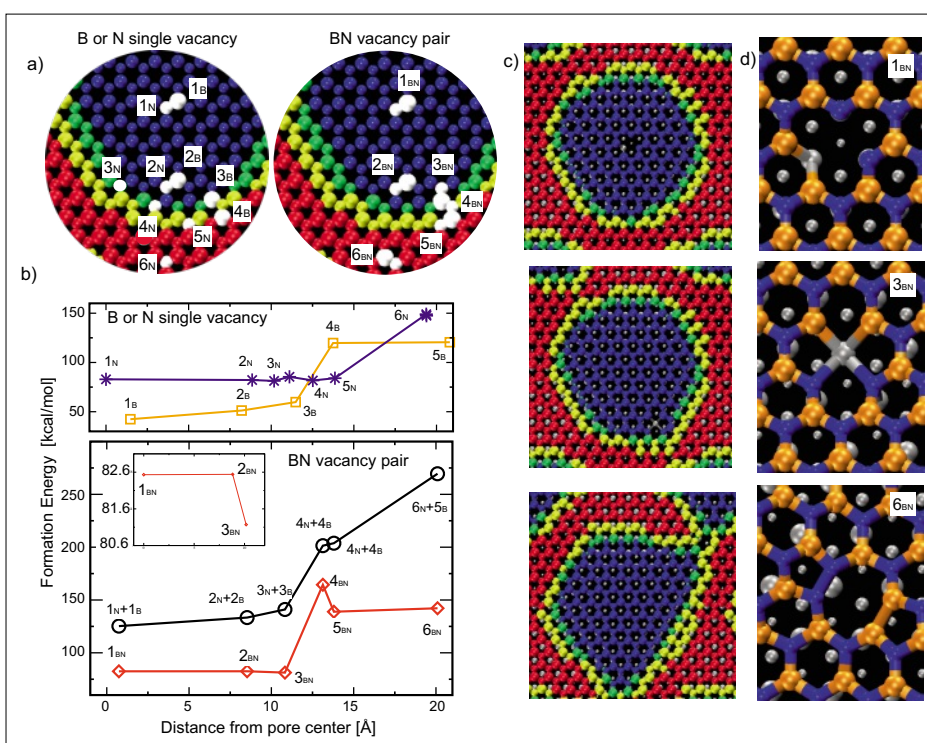 B or N single vacancy
BN vacancy pair
a)
1N
1B
2N
2B
3N
3B
4N
4B
5N
6N
1BN
2BN
3BN
4BN
5BN
6BN
b)
B or N single vacancy
150
100
50
1N
2N
3N
4N
5N
6N
1B
2B
3B
4B
5B
BN vacancy pair
250
200
150
100
82.6
81.6
80.6
1BN
2BN
3BN
1N+1B
2N+2B
3N+3B
4N+4B
4N+4B
6N+5B
1BN
2BN
3BN
4BN
5BN
6BN
Formation Energy [kcal/mol]
0
5
10
15
20
Distance from pore center [Å]
c)
d)
1BN
3BN
6BN